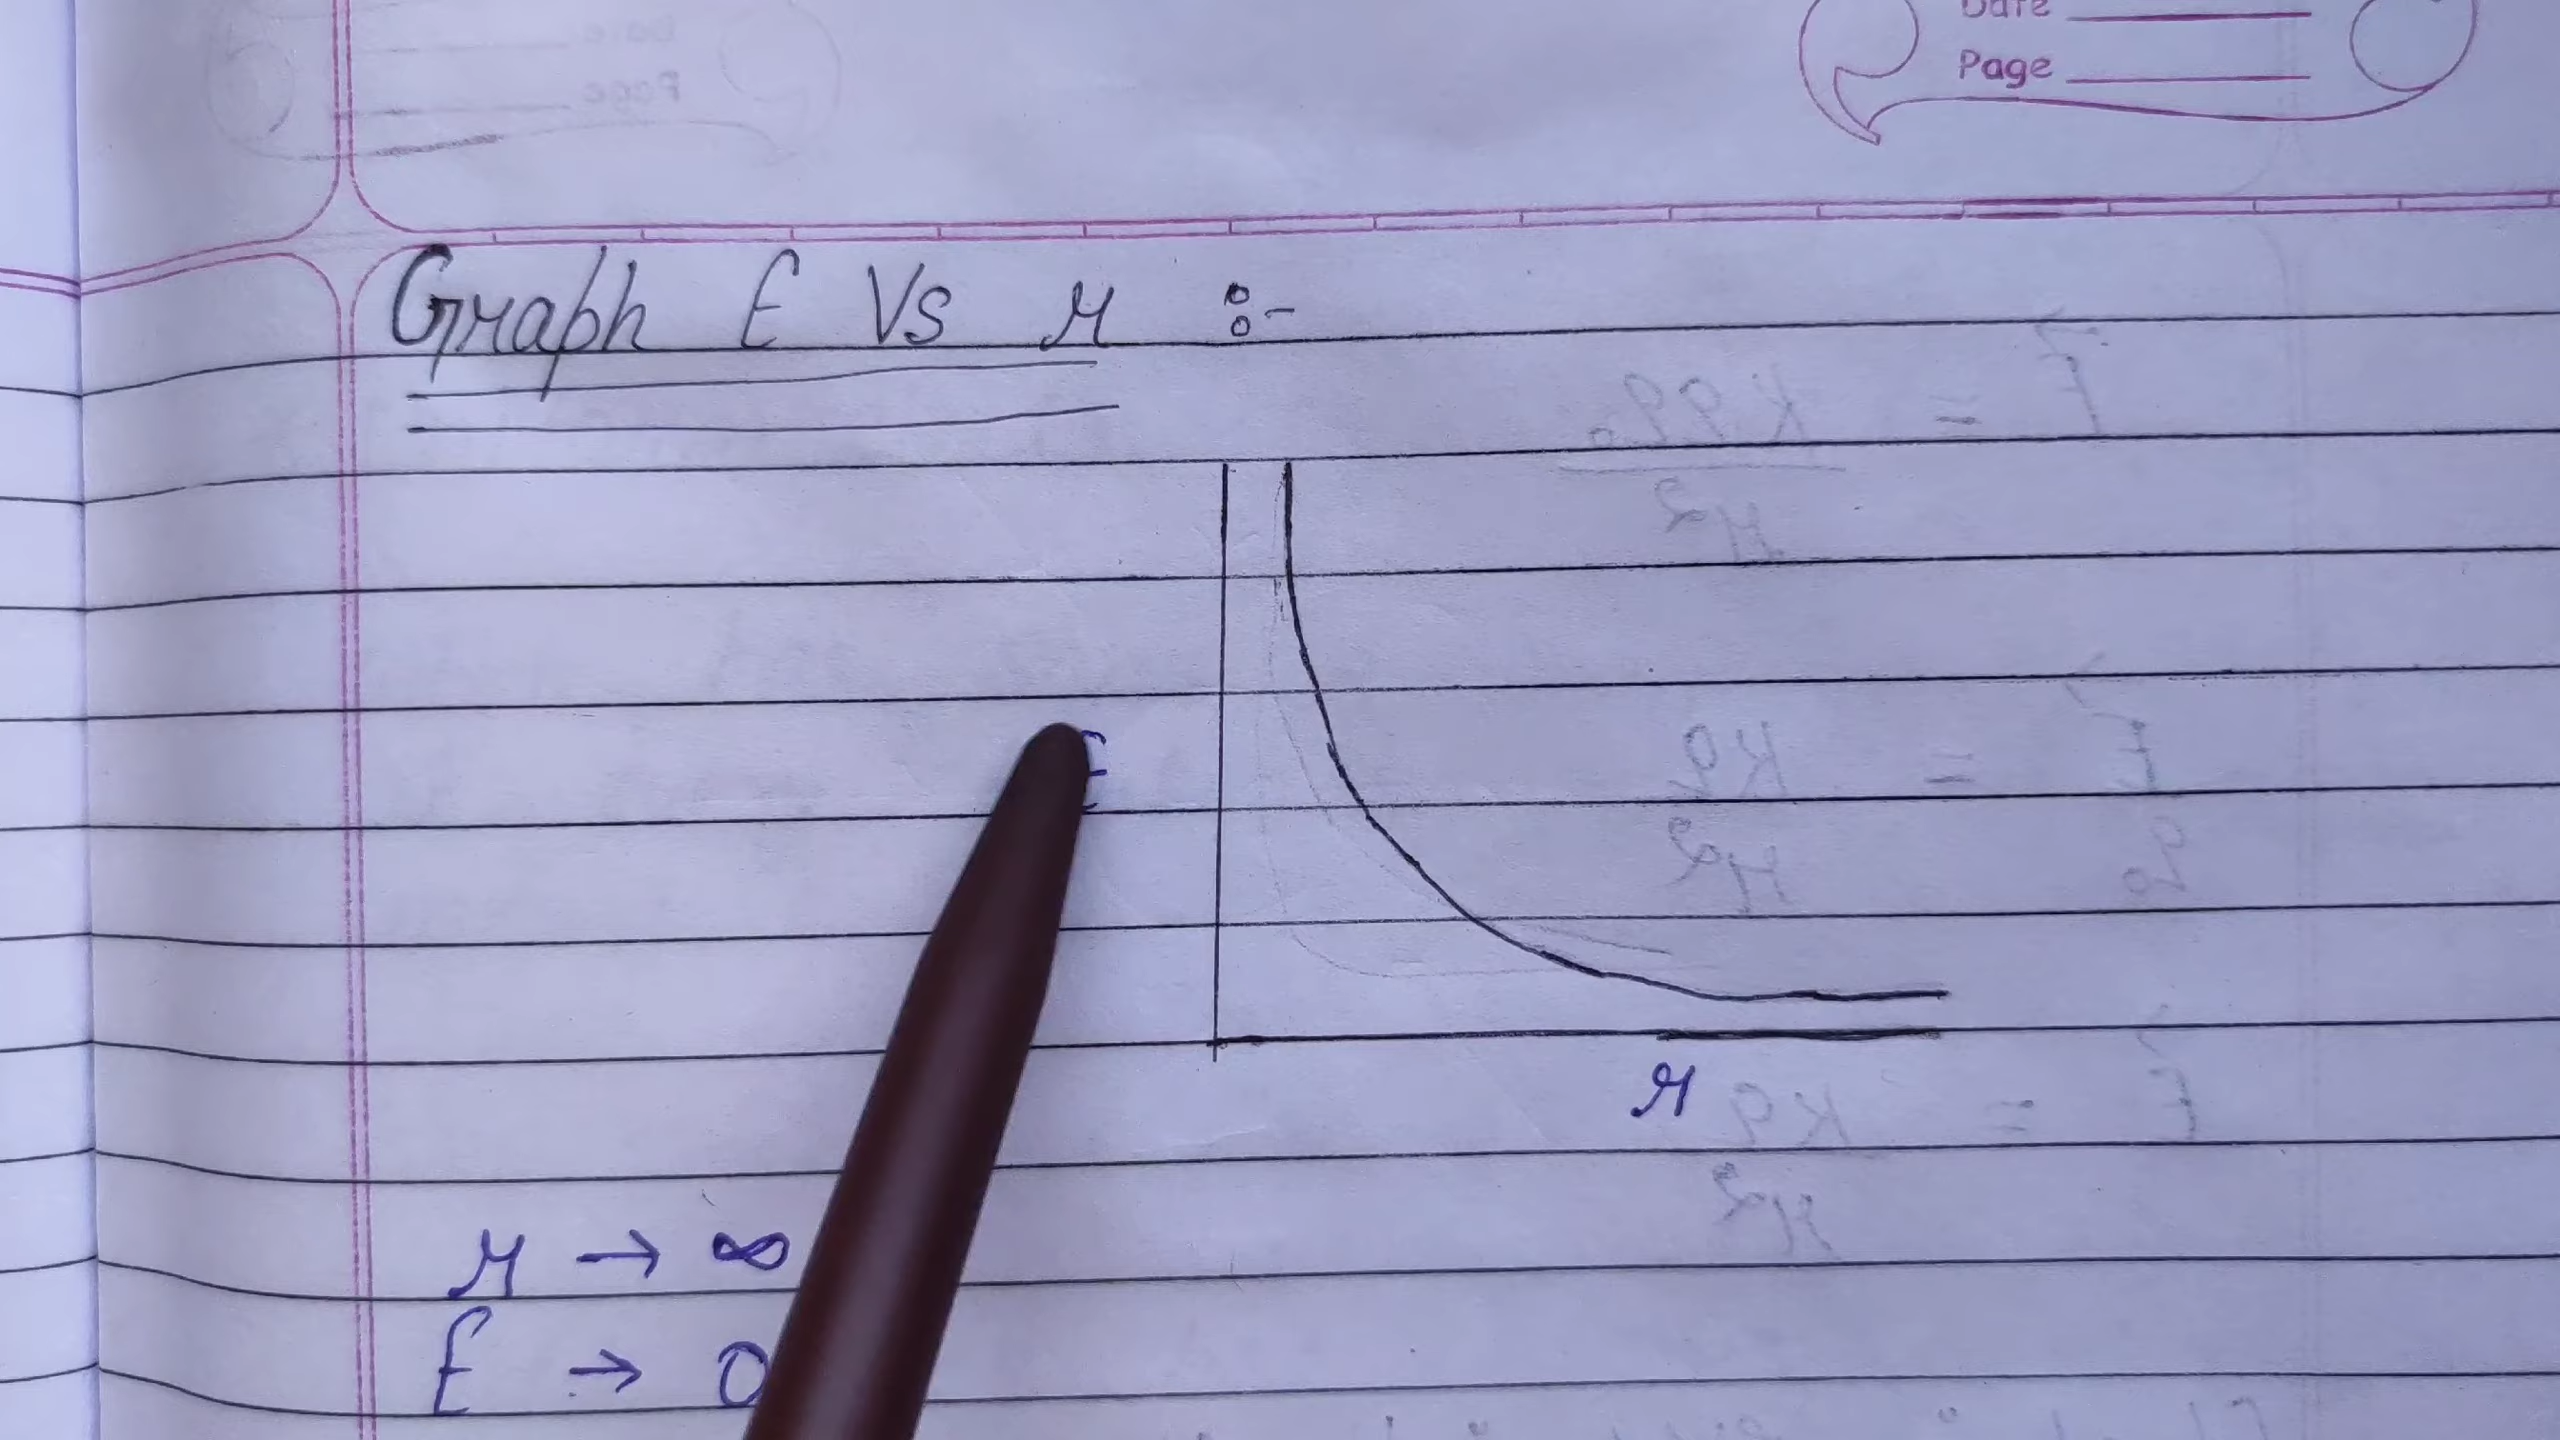 Date
Page
Graph E Vs r :-
E
r
r → ∞
E → 0